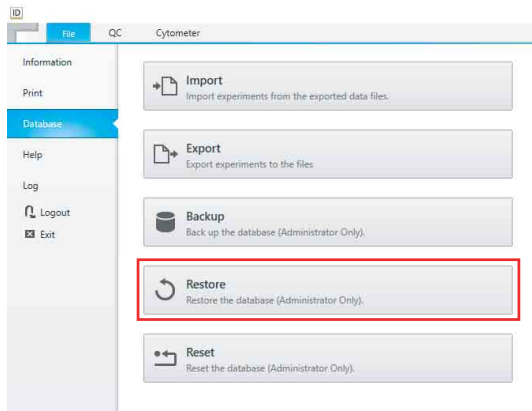 ID
File QC Cytometer
Information
Print
Database
Help
Log
Logout
Exit
Import
Import experiments from the exported data files.
Export
Export experiments to the files
Backup
Back up the database (Administrator Only).
Restore
Restore the database (Administrator Only).
Reset
Reset the database (Administrator Only).